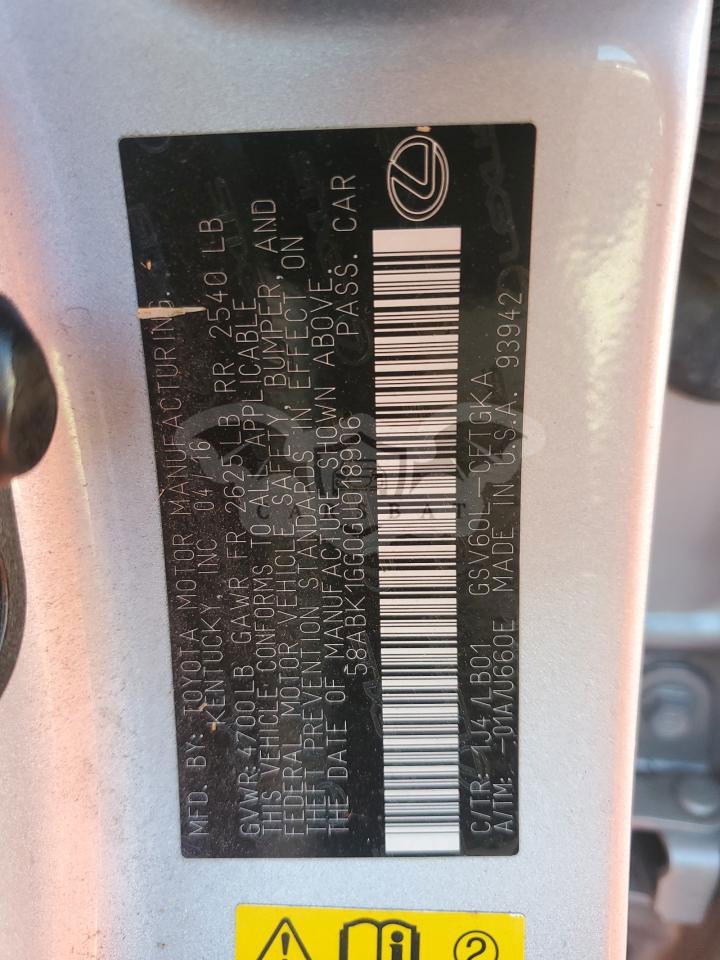 MFD. BY: TOYOTA MOTOR MANUFACTURING,
KENTUCKY, INC 04/16
GVWR 4700LB GAWR FR 2625LB RR 2540 LB
THIS VEHICLE CONFORMS TO ALL APPLICABLE
FEDERAL MOTOR VEHICLE SAFETY, BUMPER, AND
THEFT PREVENTION STANDARDS IN EFFECT ON
THE DATE OF MANUFACTURE SHOWN ABOVE.
58ABK1GG0GU018906 PASS. CAR
C/TR: 1J4/LB01 GSV60L-CETGKA
A/TM: -01A/U660E MADE IN U.S.A. 93942
i
2